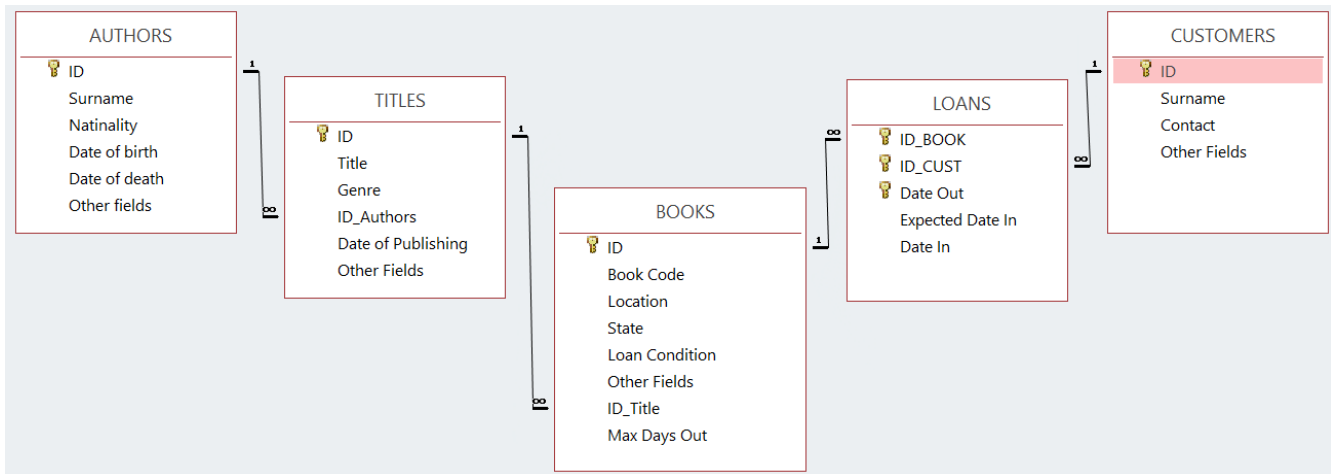 AUTHORS
ID
Surname
Natinality
Date of birth
Date of death
Other fields
1
∞
TITLES
ID
Title
Genre
ID_Authors
Date of Publishing
Other Fields
1
∞
BOOKS
ID
Book Code
Location
State
Loan Condition
Other Fields
ID_Title
Max Days Out
1
∞
LOANS
ID_BOOK
ID_CUST
Date Out
Expected Date In
Date In
∞
1
CUSTOMERS
ID
Surname
Contact
Other Fields